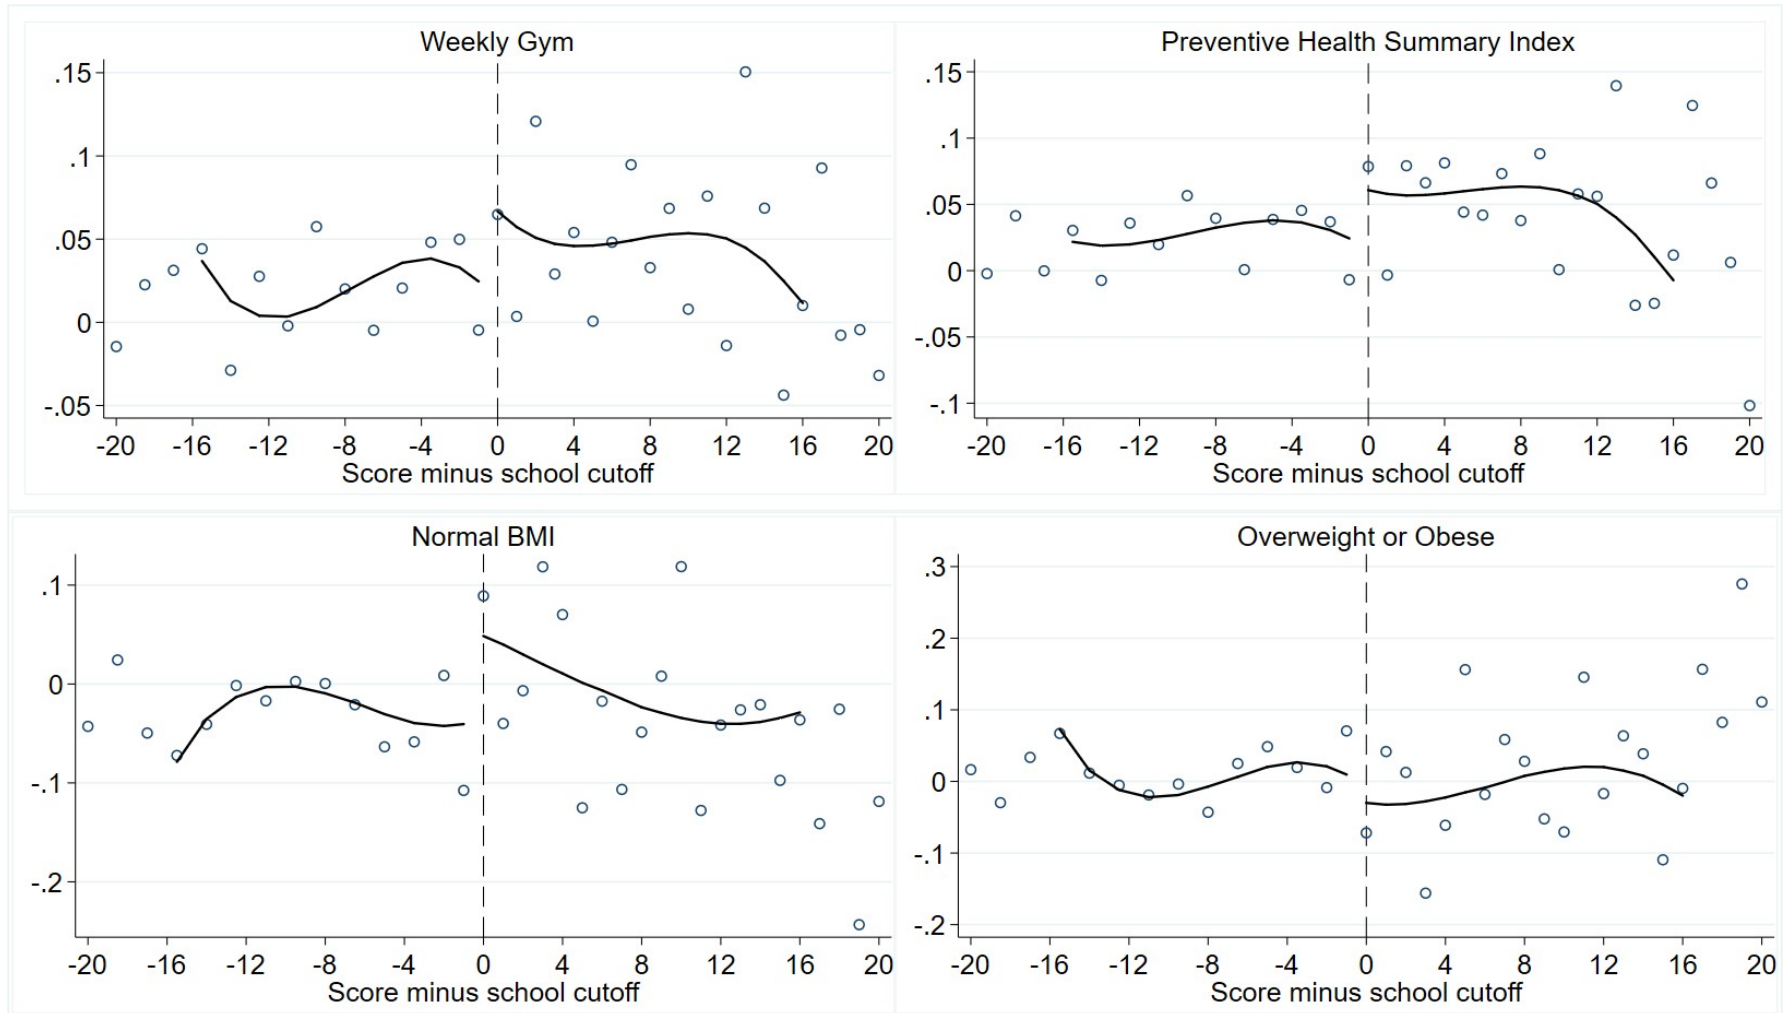 Weekly Gym
.15
.1
.05
0
-.05
-20 -16 -12 -8 -4 0 4 8 12 16 20
Score minus school cutoff
Preventive Health Summary Index
.15
.1
.05
0
-.05
-.1
-20 -16 -12 -8 -4 0 4 8 12 16 20
Score minus school cutoff
Normal BMI
.1
0
-.1
-.2
-20 -16 -12 -8 -4 0 4 8 12 16 20
Score minus school cutoff
Overweight or Obese
.3
.2
.1
0
-.1
-.2
-20 -16 -12 -8 -4 0 4 8 12 16 20
Score minus school cutoff